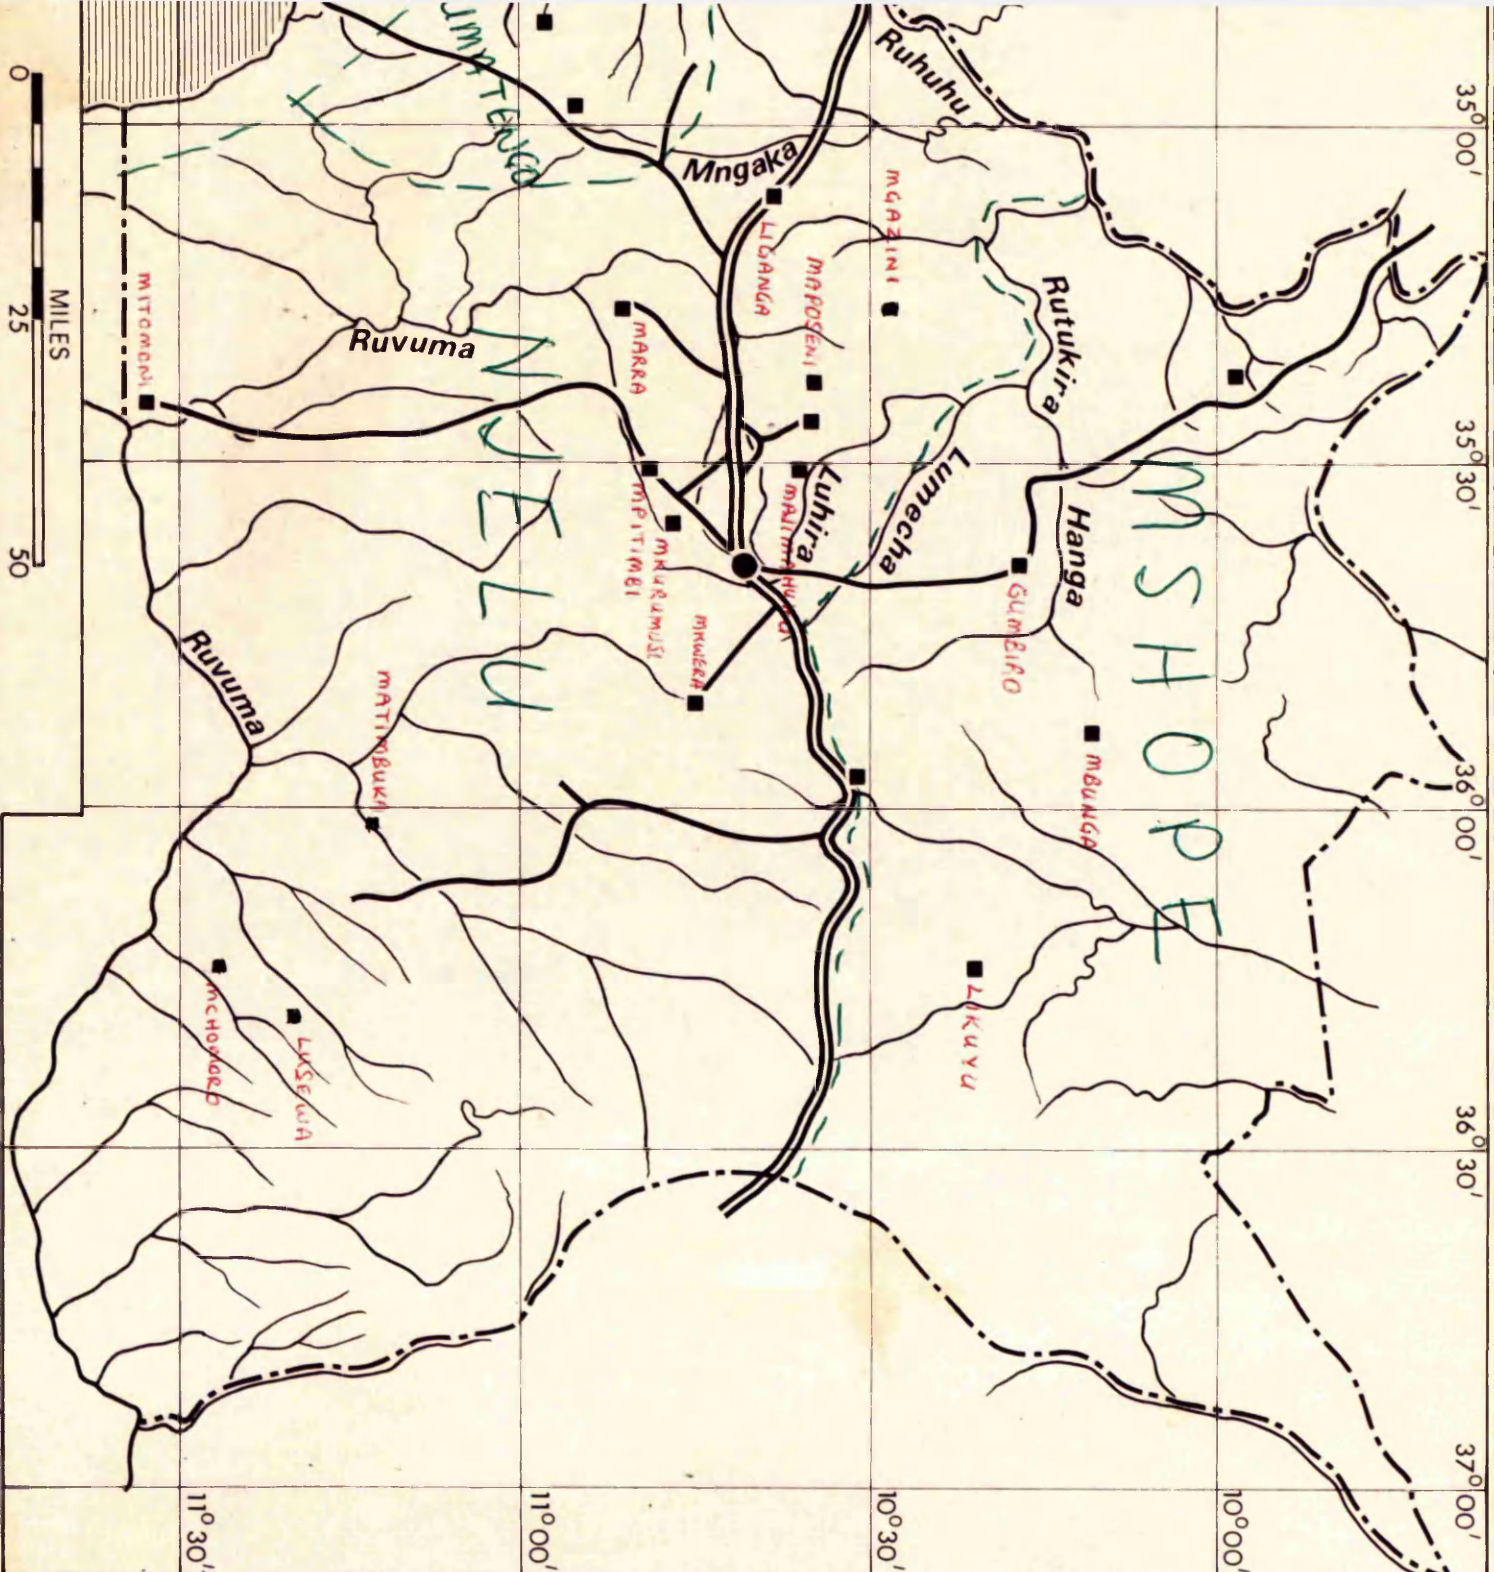 35°00'
35°30'
36°00'
36°30'
37°00'
10°00'
10°30'
11°00'
11°30'
MSHOPE
NJELU
UMATENGO
Ruhuhu
Mngaka
Rutukira
Hanga
Lumecha
Luhira
Ruvuma
Ruvuma
MGAZINI
LIGANGA
MAPOSENI
MARRA
MITOMONI
MPITIMBI
MKURUMUSI
MKWERA
GUMBIRO
MBUNGA
LIKUYU
MATIMBUKA
MCHOMORO
LUSEWA
0
25
50
MILES